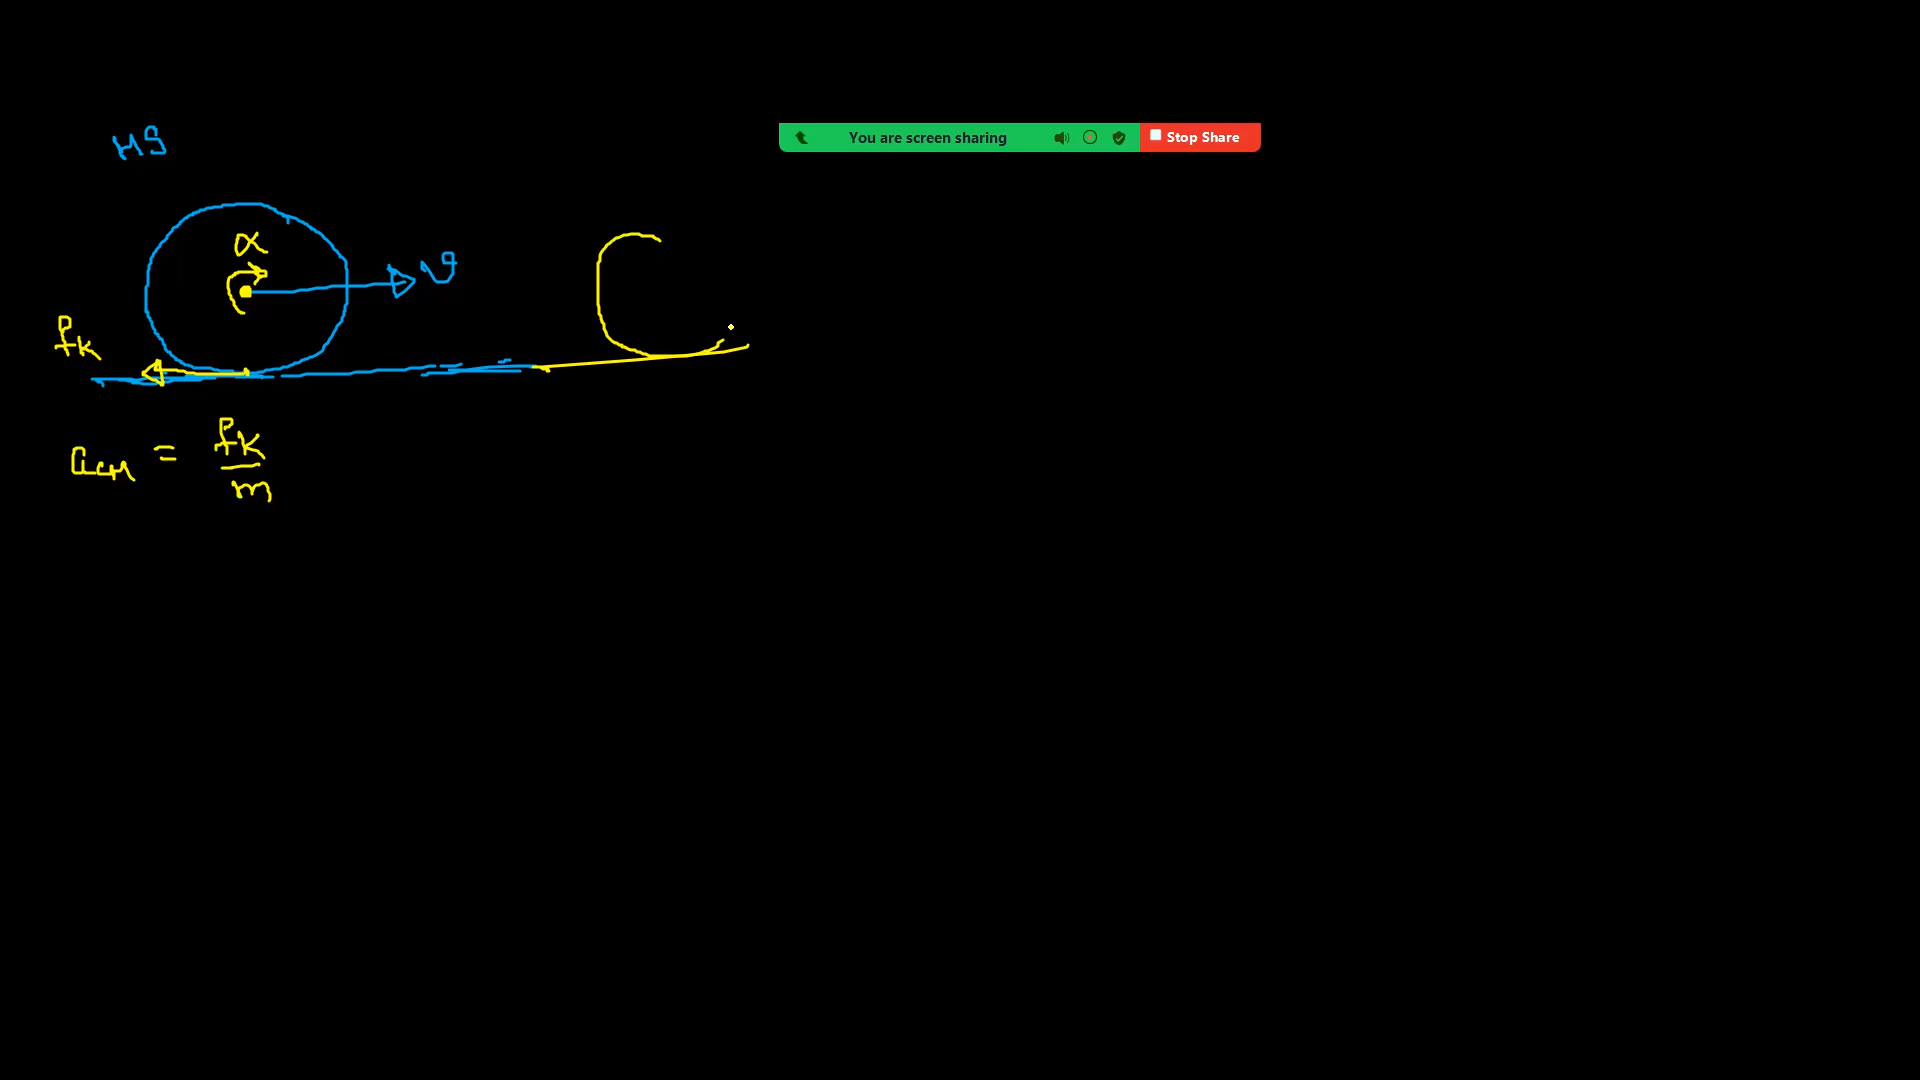 HS
You are screen sharing
Stop Share
α
v
fk
aCM = fk/m